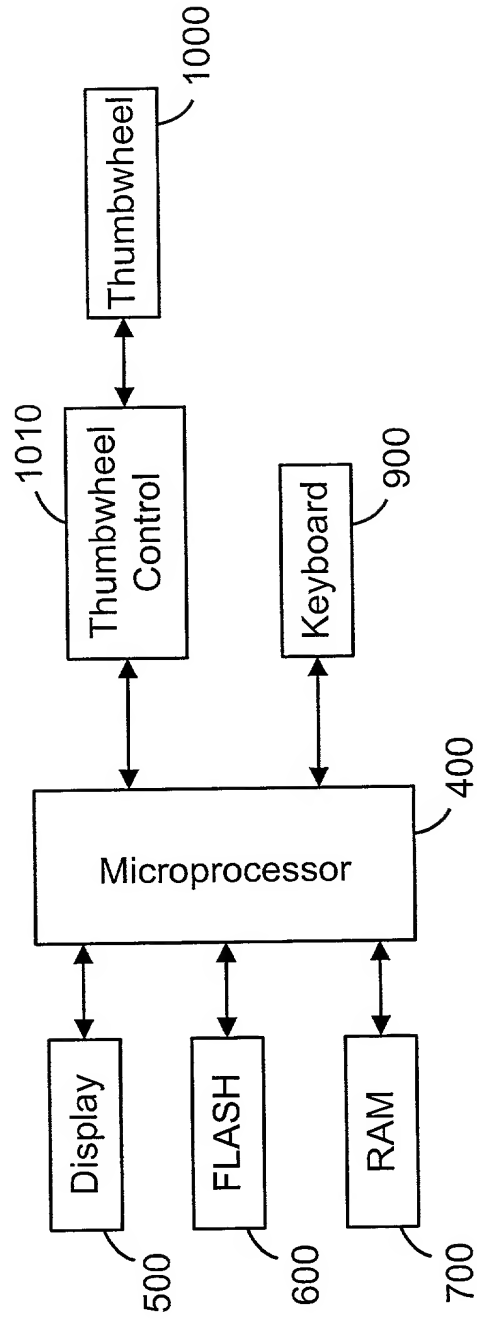 Display
500
FLASH
600
RAM
700
Microprocessor
400
Thumbwheel
Control
1010
Keyboard
900
Thumbwheel
1000